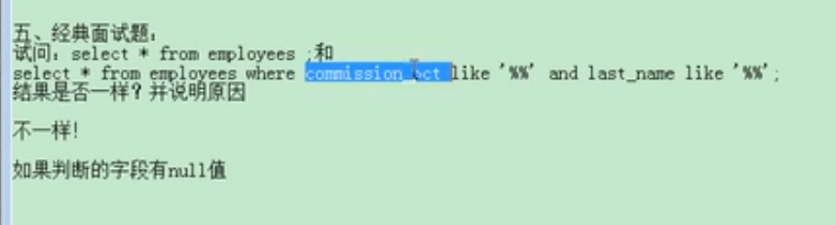 五、经典面试题:
试问:select * from employees ;和
select * from employees where commission_pct like '%%' and last_name like '%%';
结果是否一样?并说明原因
不一样!
如果判断的字段有null值